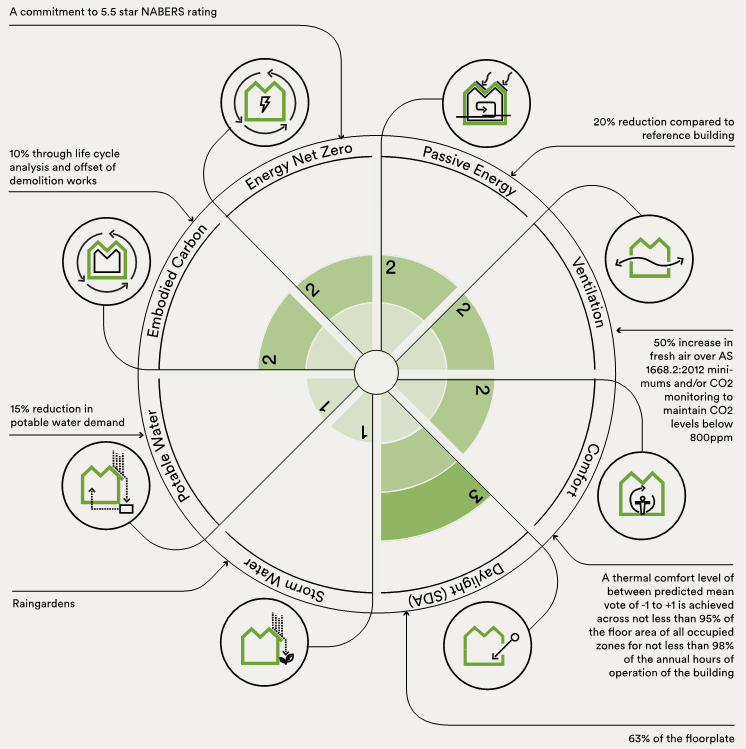 A commitment to 5.5 star NABERS rating
20% reduction compared to
reference building
10% through life cycle
analysis and offset of
demolition works
Energy Net Zero
Passive Energy
Embodied Carbon
Ventilation
2
2
2
2
50% increase in
fresh air over AS
1668.2:2012 mini-
mums and/or CO2
monitoring to
maintain CO2
levels below
800ppm
15% reduction in
potable water demand
1
1
2
3
Potable Water
Comfort
Storm Water
Daylight (SDA)
Raingardens
A thermal comfort level of
between predicted mean
vote of -1 to +1 is achieved
across not less than 95% of
the floor area of all occupied
zones for not less than 98%
of the annual hours of
operation of the building
63% of the floorplate